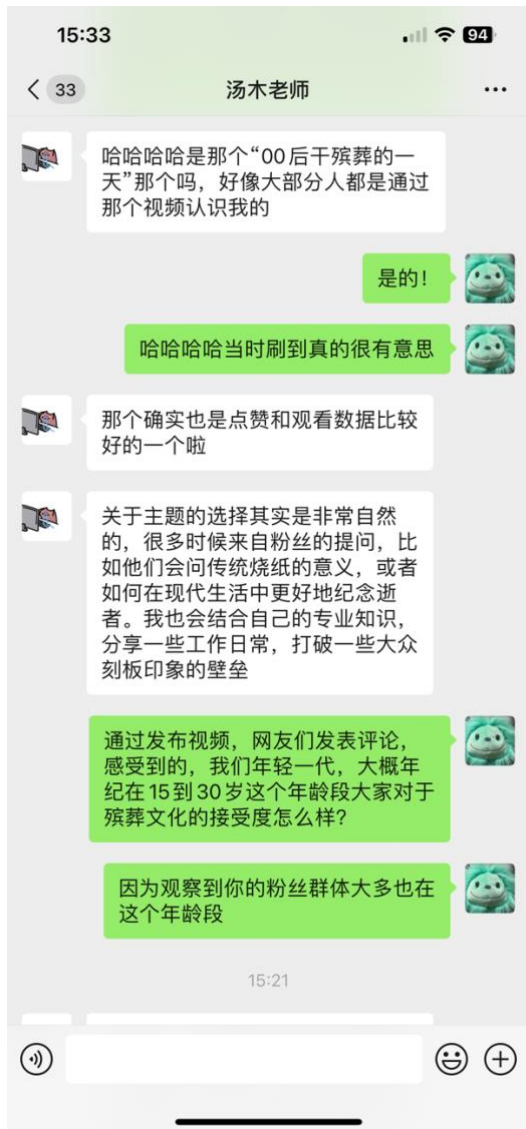 15:33
94
33
汤木老师
哈哈哈哈是那个“00后干殡葬的一
天”那个吗，好像大部分人都是通过
那个视频认识我的
是的！
哈哈哈哈当时刷到真的很有意思
那个确实也是点赞和观看数据比较
好的一个啦
关于主题的选择其实是非常自然
的，很多时候来自粉丝的提问，比
如他们会问传统烧纸的意义，或者
如何在现代生活中更好地纪念逝
者。我也会结合自己的专业知识，
分享一些工作日常，打破一些大众
刻板印象的壁垒
通过发布视频，网友们发表评论，
感受到的，我们年轻一代，大概年
纪在15到30岁这个年龄段大家对于
殡葬文化的接受度怎么样？
因为观察到你的粉丝群体大多也在
这个年龄段
15:21